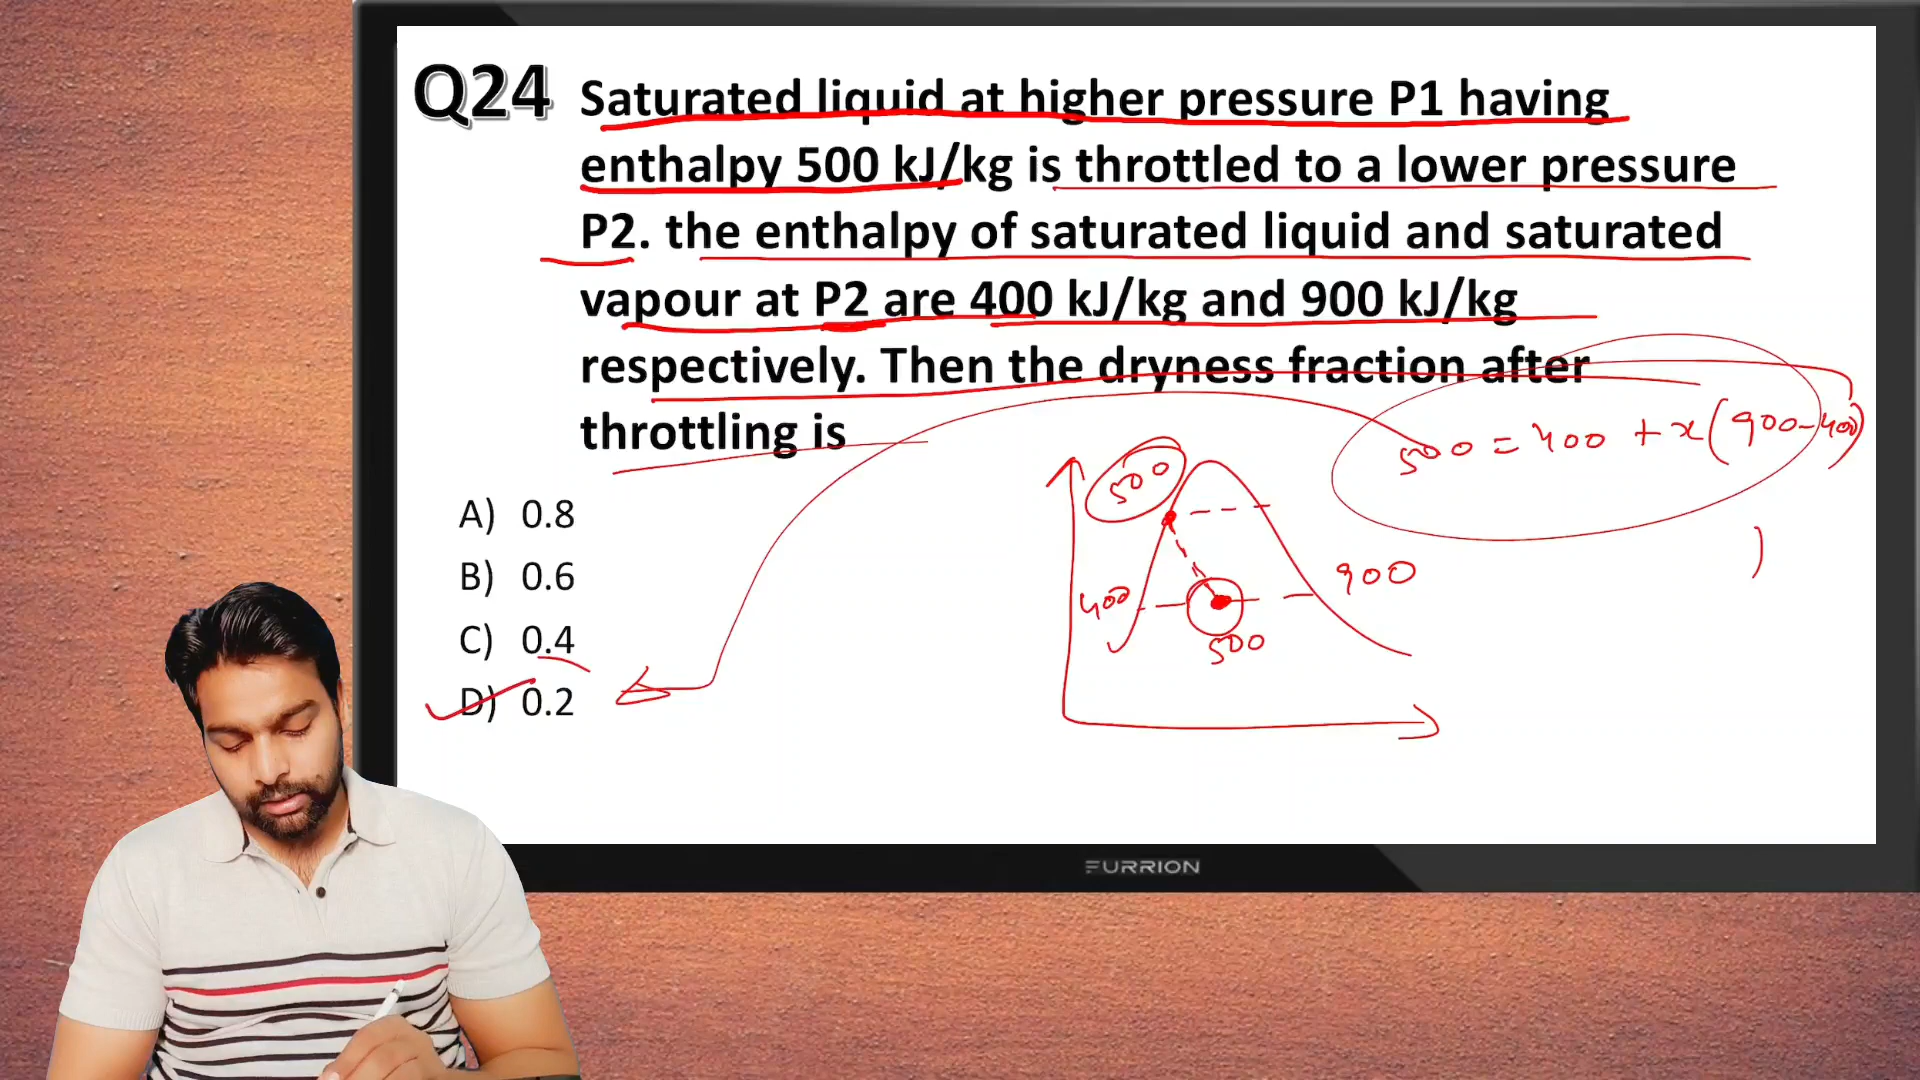 Q24 Saturated liquid at higher pressure P1 having
enthalpy 500 kJ/kg is throttled to a lower pressure
P2. the enthalpy of saturated liquid and saturated
vapour at P2 are 400 kJ/kg and 900 kJ/kg
respectively. Then the dryness fraction after
throttling is
500 = 400 + x(900-400)
A) 0.8
B) 0.6
C) 0.4
D) 0.2
500
400
900
500
FURRION